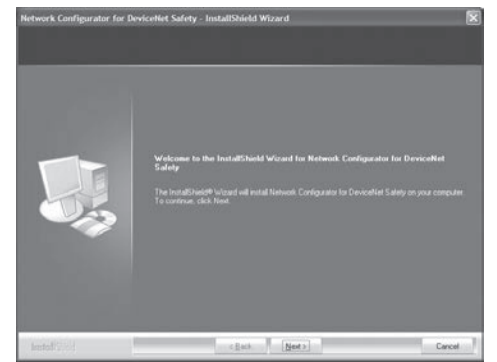 Network Configurator for DeviceNet Safety - InstallShield Wizard
Welcome to the InstallShield Wizard for Network Configurator for DeviceNet
Safety
The InstallShield® Wizard will install Network Configurator for DeviceNet Safety on your computer.
To continue, click Next.
InstallShield
< Back
Next >
Cancel